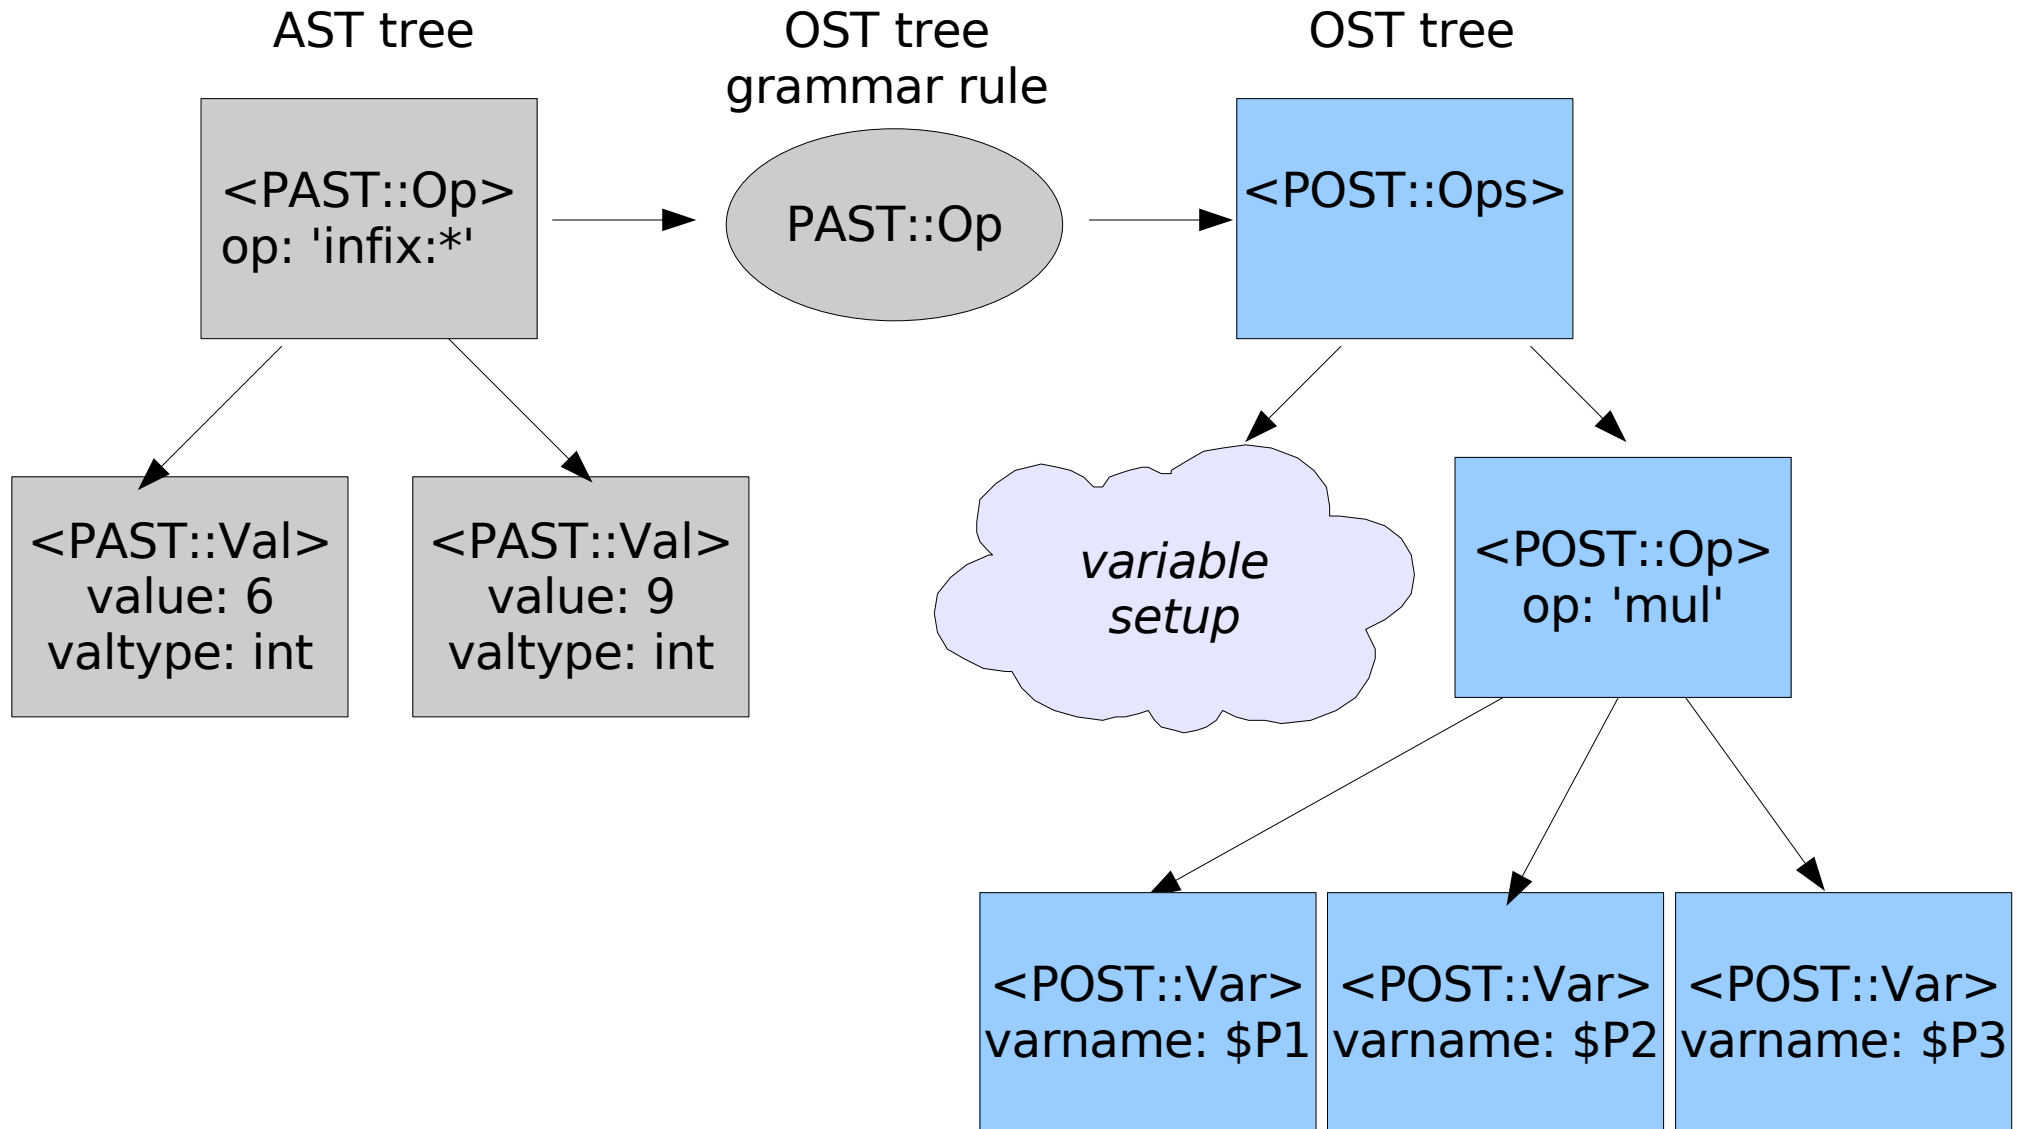 AST tree
OST tree
grammar rule
OST tree
<PAST::Op>
op: 'infix:*'
PAST::Op
<POST::Ops>
<PAST::Val>
value: 6
valtype: int
<PAST::Val>
value: 9
valtype: int
variable
setup
<POST::Op>
op: 'mul'
<POST::Var>
varname: $P1
<POST::Var>
varname: $P2
<POST::Var>
varname: $P3